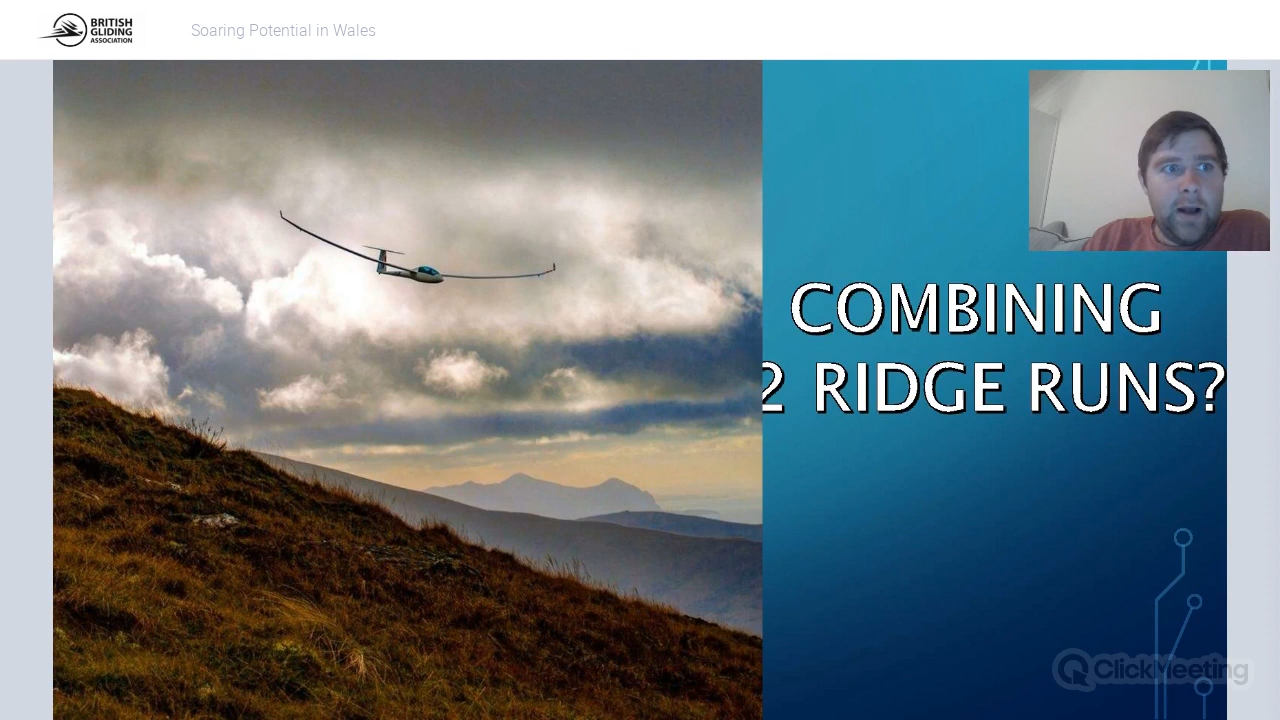 BRITISH
GLIDING
ASSOCIATION
Soaring Potential in Wales
COMBINING
2 RIDGE RUNS?
ClickMeeting